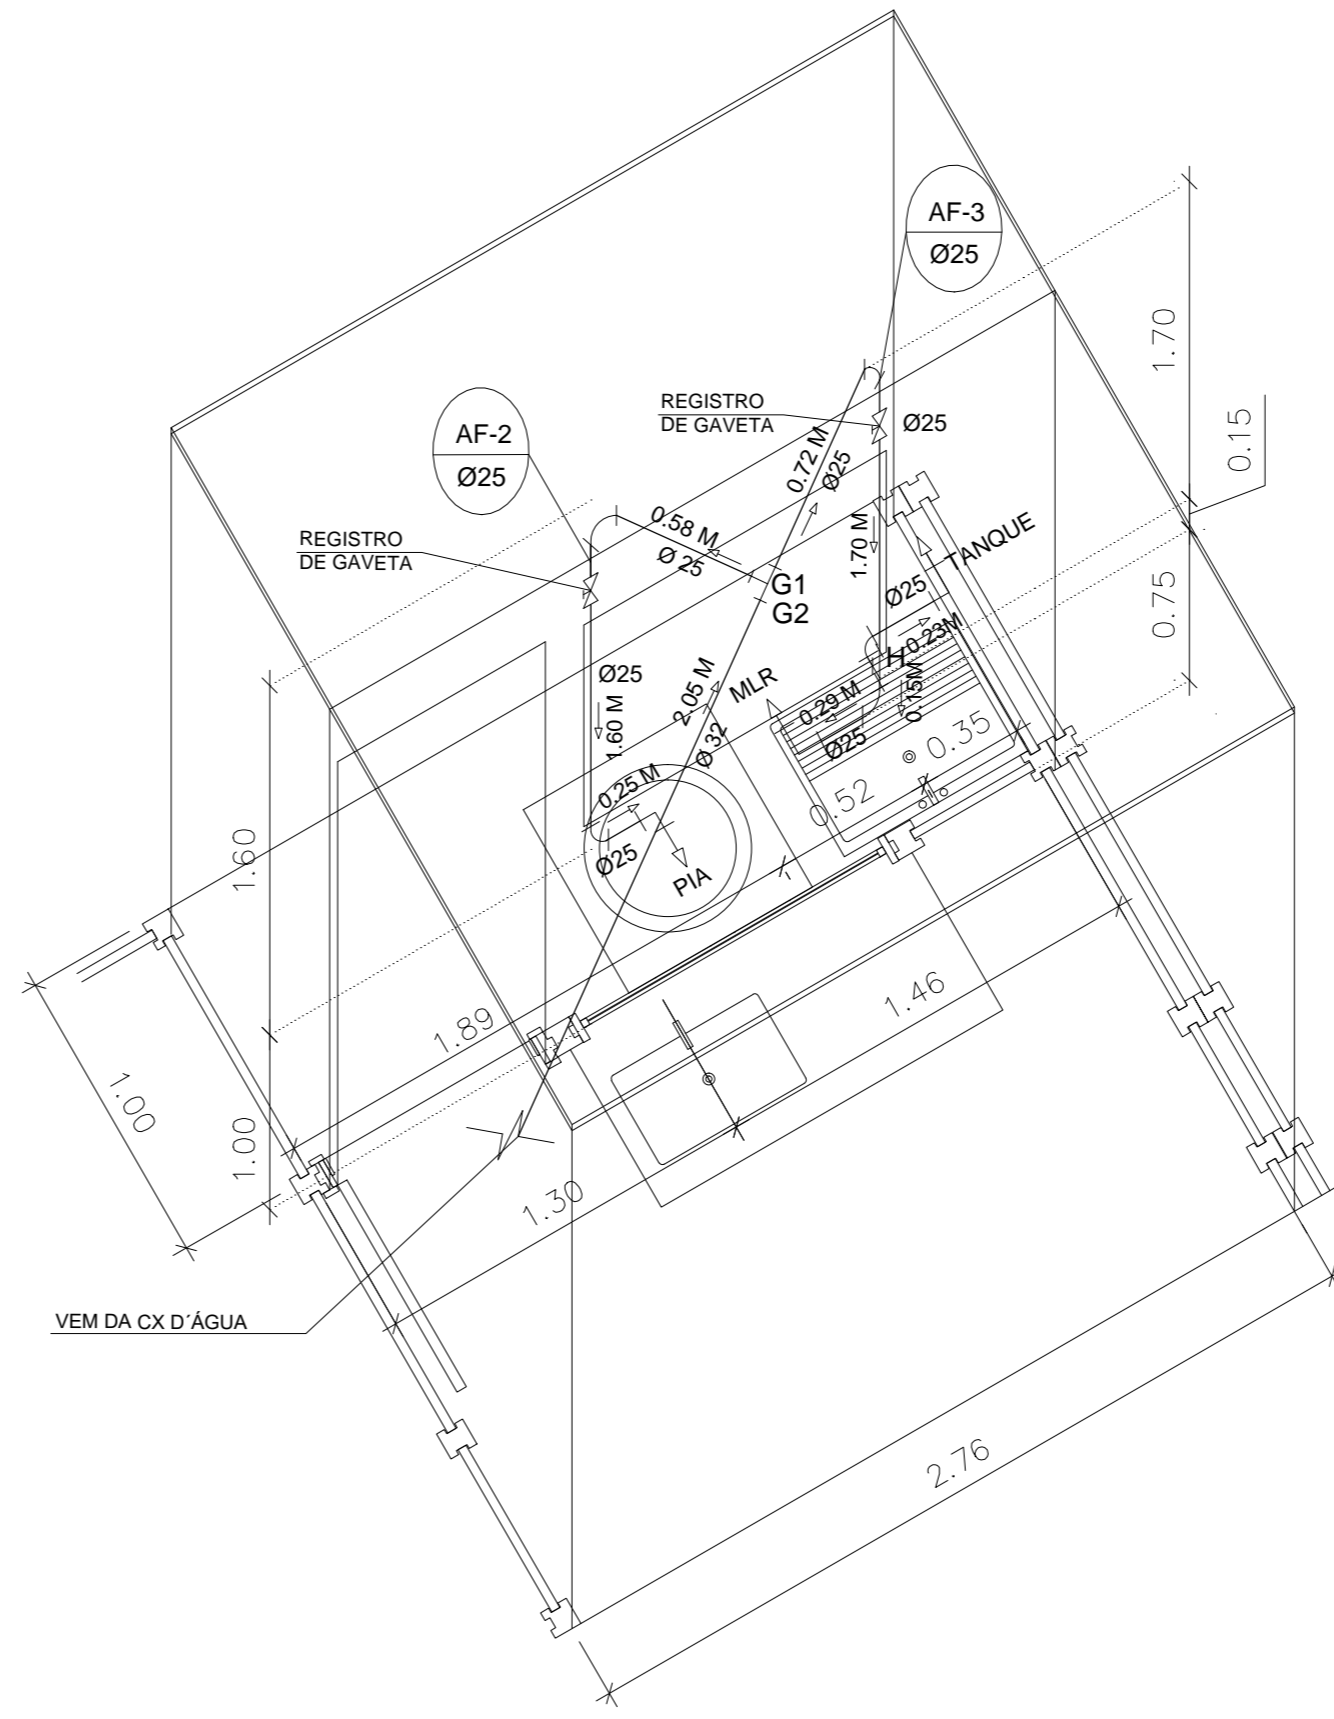 AF-3
Ø25
1.70
0.15
REGISTRO
DE GAVETA
Ø25
AF-2
Ø25
0.72 M
Ø25
REGISTRO
DE GAVETA
0.58 M
Ø 25
1.70 M
TANQUE
Ø25
G1
G2
0.75
0.23M
H
Ø25
1.60 M
2.05 M
Ø 32
MLR
0.29 M
Ø25
0.15M
0.35
0.52
0.25 M
Ø25
PIA
1.60
1.89
1.46
1.00
1.00
1.30
VEM DA CX D´ÁGUA
2.76